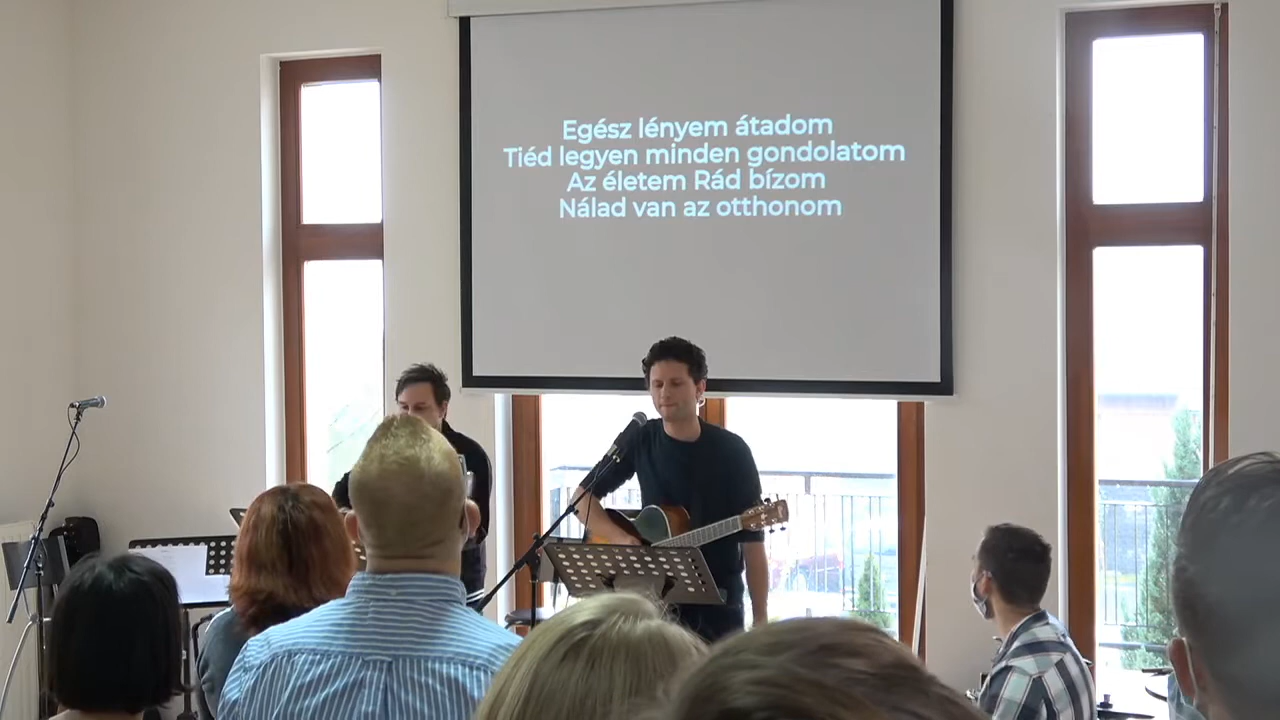 Egész lényem átadom
Tiéd legyen minden gondolatom
Az életem Rád bízom
Nálad van az otthonom